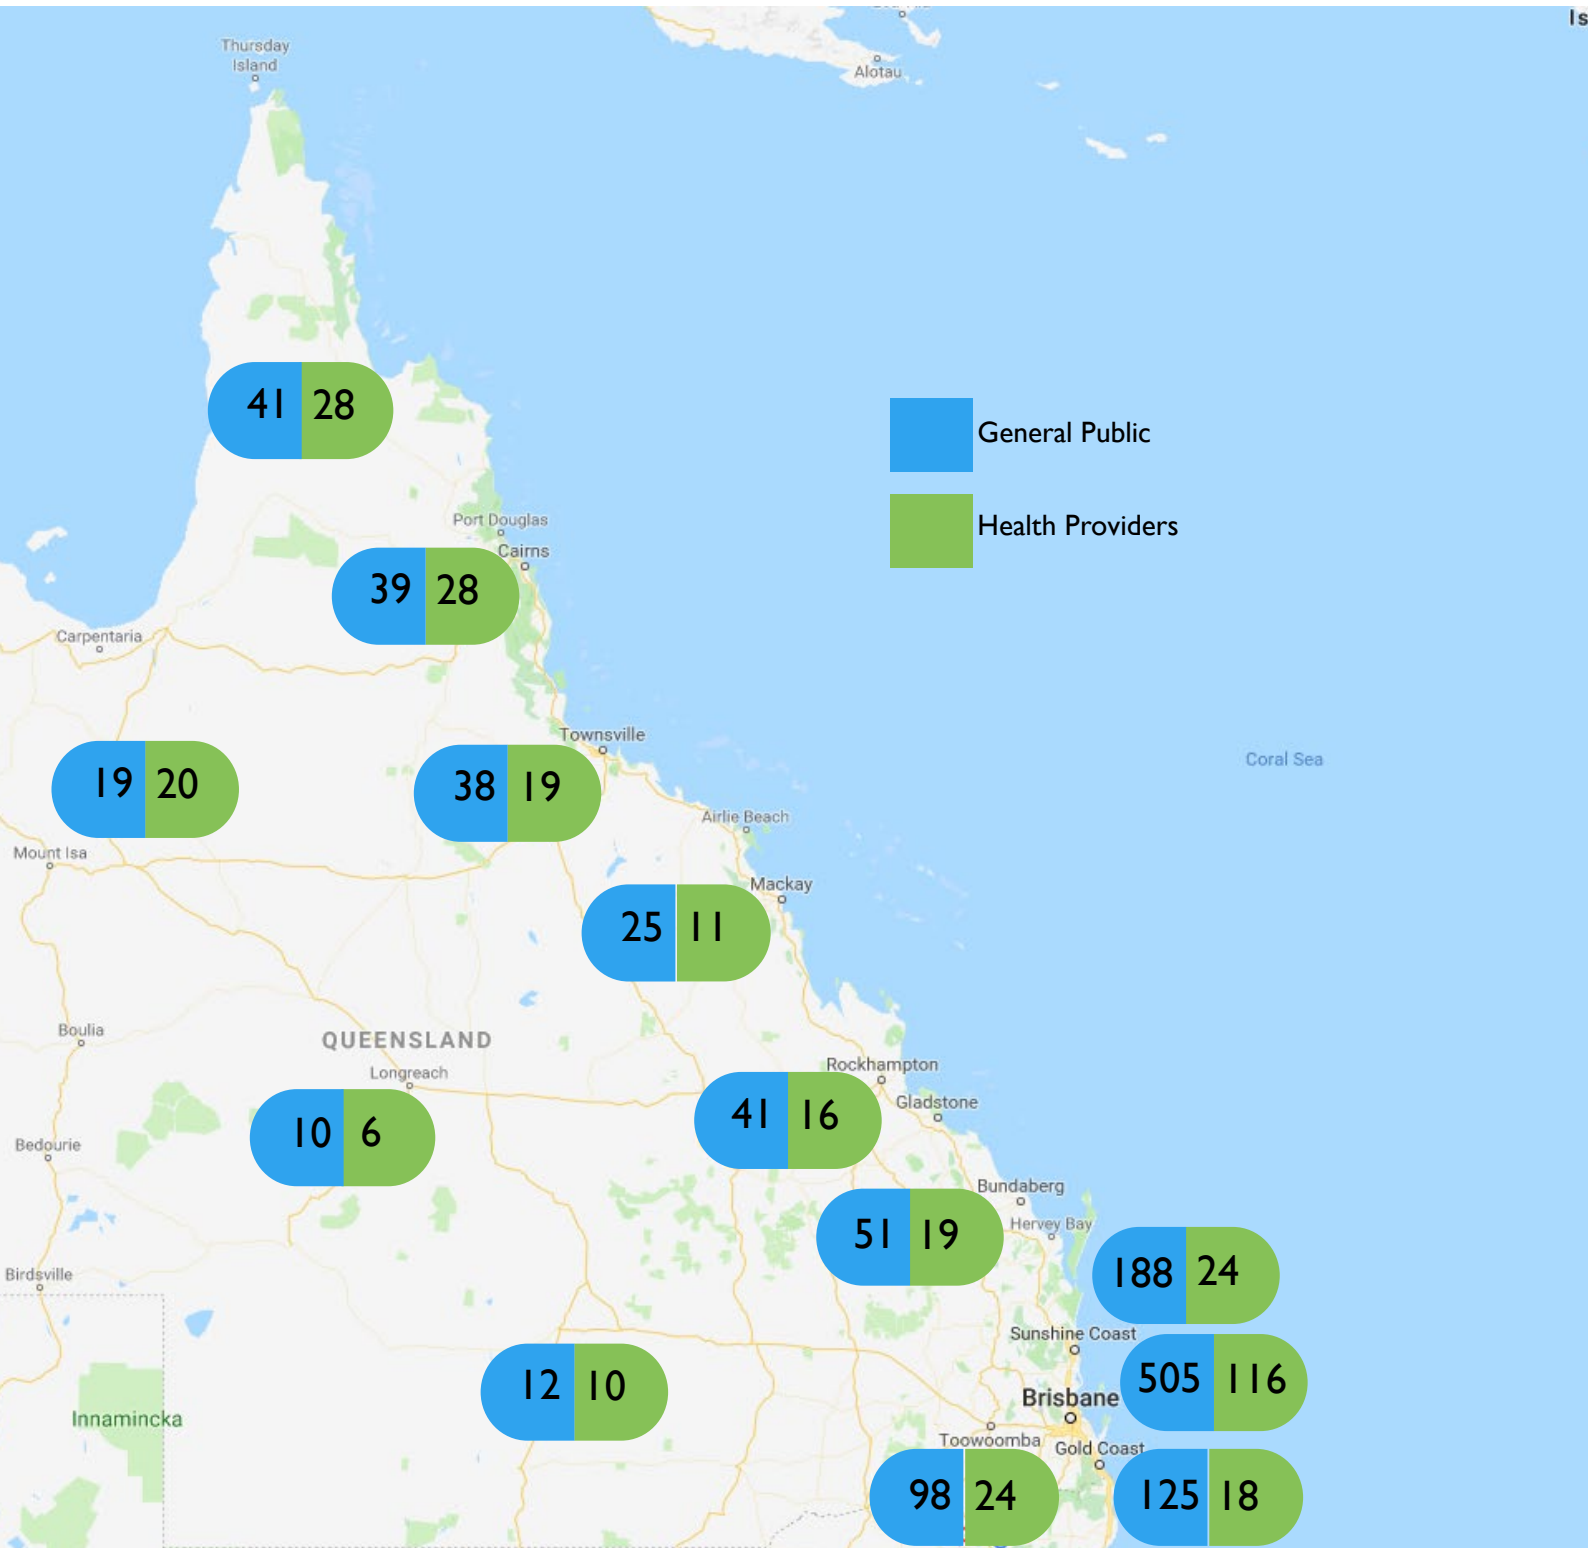 Is
Thursday
Island
Alotau
41 28
General Public
Health Providers
Port Douglas
Cairns
39 28
Carpentaria
Townsville
19 20
38 19
Coral Sea
Airlie Beach
Mount Isa
Mackay
25 11
Boulia
QUEENSLAND
Longreach
Rockhampton
Gladstone
10 6
41 16
Bedourie
Bundaberg
Hervey Bay
51 19
188 24
Birdsville
Sunshine Coast
505 116
12 10
Brisbane
Innamincka
Toowoomba
Gold Coast
98 24
125 18